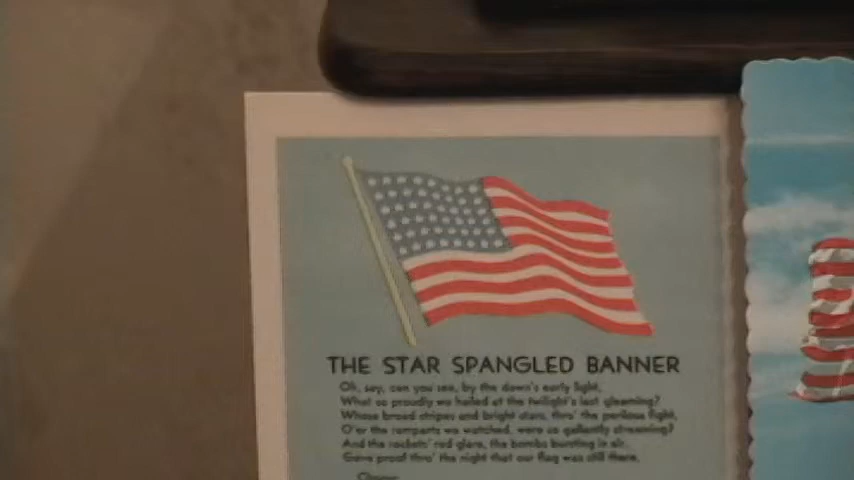 THE STAR SPANGLED BANNER
Oh, say, can you see, by the dawn's early light,
What so proudly we hailed at the twilight's last gleaming?
Whose broad stripes and bright stars, thro' the perilous fight,
O'er the ramparts we watched, were so gallantly streaming?
And the rockets' red glare, the bombs bursting in air,
Gave proof thro' the night that our flag was still there.